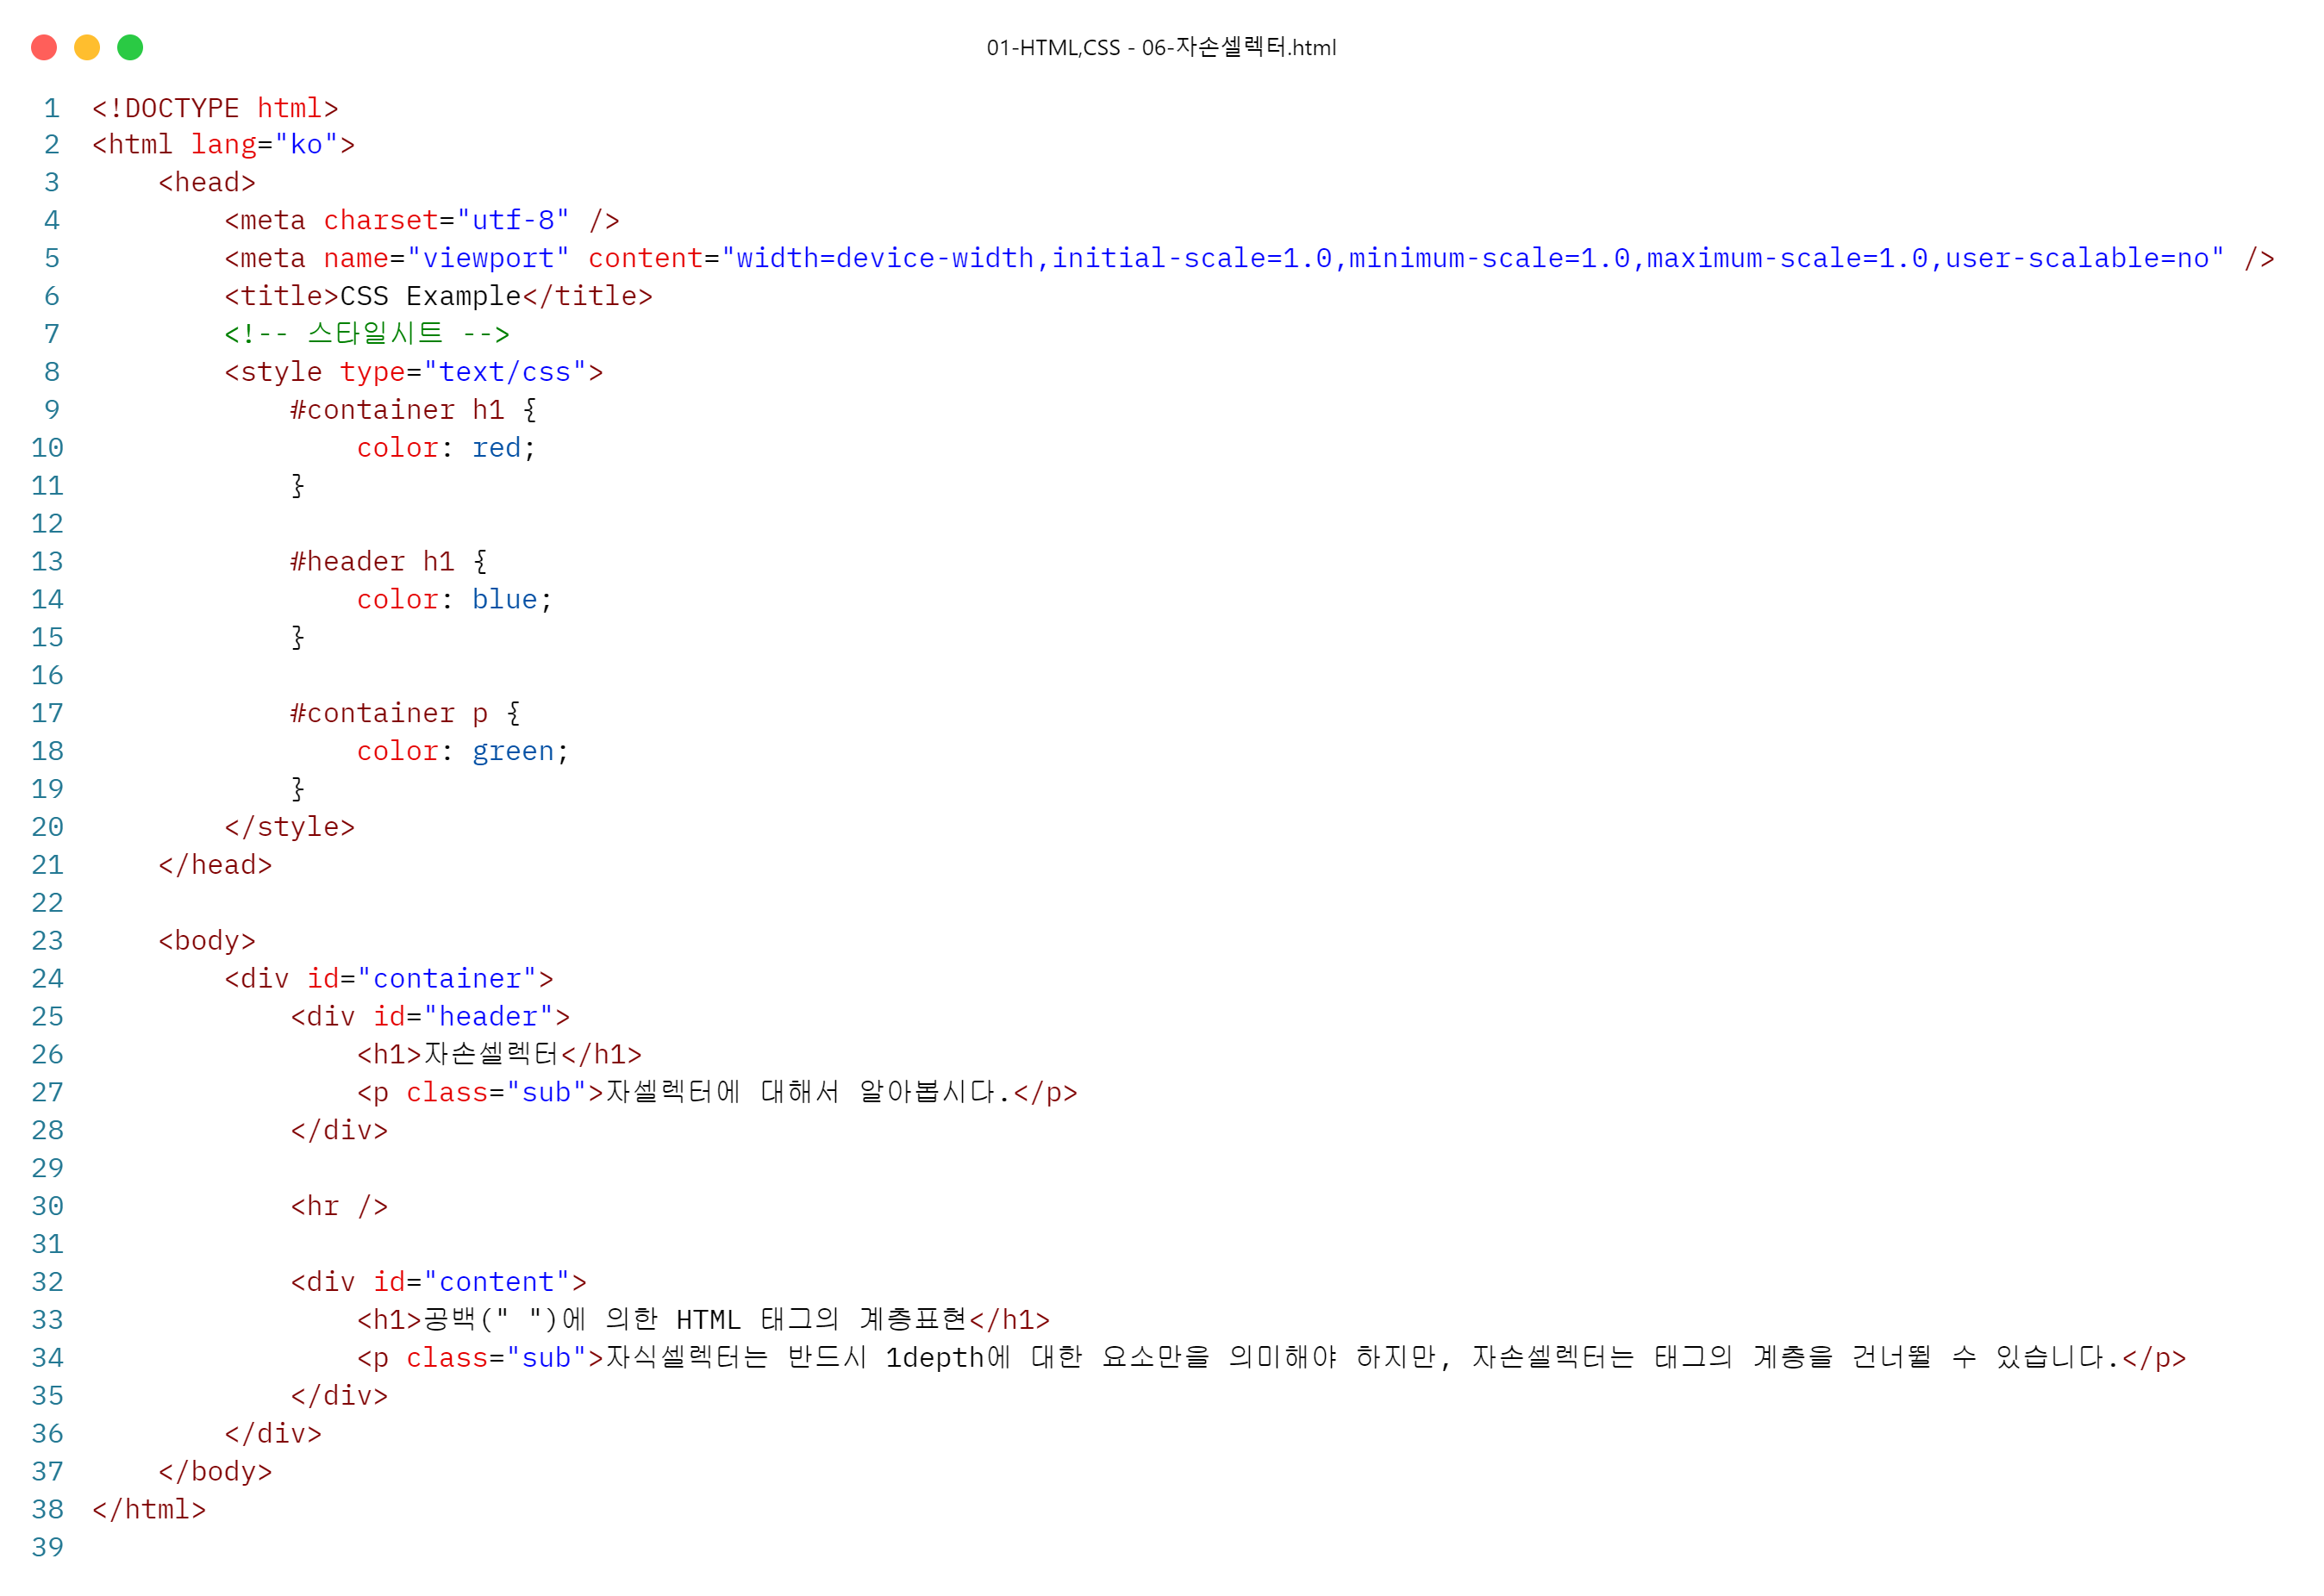 01-HTML,CSS - 06-자손셀렉터.html
1 <!DOCTYPE html>
2 <html lang="ko">
3     <head>
4         <meta charset="utf-8" />
5         <meta name="viewport" content="width=device-width,initial-scale=1.0,minimum-scale=1.0,maximum-scale=1.0,user-scalable=no" />
6         <title>CSS Example</title>
7         <!-- 스타일시트 -->
8         <style type="text/css">
9             #container h1 {
10                 color: red;
11             }
12
13             #header h1 {
14                 color: blue;
15             }
16
17             #container p {
18                 color: green;
19             }
20         </style>
21     </head>
22
23     <body>
24         <div id="container">
25             <div id="header">
26                 <h1>자손셀렉터</h1>
27                 <p class="sub">자셀렉터에 대해서 알아봅시다.</p>
28             </div>
29
30             <hr />
31
32             <div id="content">
33                 <h1>공백(" ")에 의한 HTML 태그의 계층표현</h1>
34                 <p class="sub">자식셀렉터는 반드시 1depth에 대한 요소만을 의미해야 하지만, 자손셀렉터는 태그의 계층을 건너뛸 수 있습니다.</p>
35             </div>
36         </div>
37     </body>
38 </html>
39